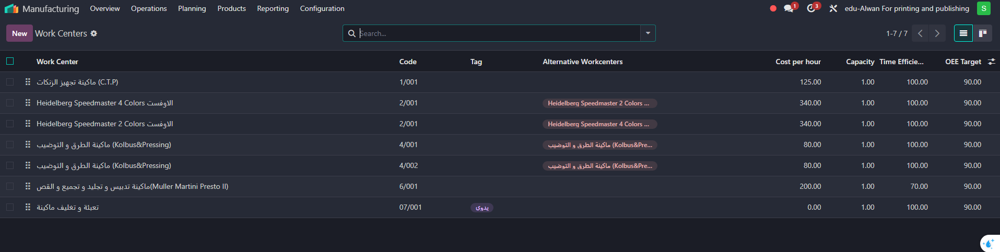 Manufacturing Overview Operations Planning Products Reporting Configuration 1 3 edu-Alwan For printing and publishing S
New Work Centers Search... 1-7 / 7
Work Center Code Tag Alternative Workcenters Cost per hour Capacity Time Efficie... OEE Target
ماكينة تجهيز الزنكات (C.T.P) 1/001 125.00 1.00 100.00 90.00
Heidelberg Speedmaster 4 Colors الاوفست 2/001 Heidelberg Speedmaster 2 Colors ... 340.00 1.00 100.00 90.00
Heidelberg Speedmaster 2 Colors الاوفست 2/001 Heidelberg Speedmaster 4 Colors ... 340.00 1.00 100.00 90.00
ماكينة الطرق و التوضيب (Kolbus&Pressing) 4/001 ماكينة الطرق و التوضيب (Kolbus&Pre... 80.00 1.00 100.00 90.00
ماكينة الطرق و التوضيب (Kolbus&Pressing) 4/002 ماكينة الطرق و التوضيب (Kolbus&Pre... 80.00 1.00 100.00 90.00
ماكينة تدبيس و تجليد و تجميع و القص(Muller Martini Presto II) 6/001 200.00 1.00 70.00 90.00
تعبئة و تغليف ماكينة 07/001 يدوى 0.00 1.00 100.00 90.00